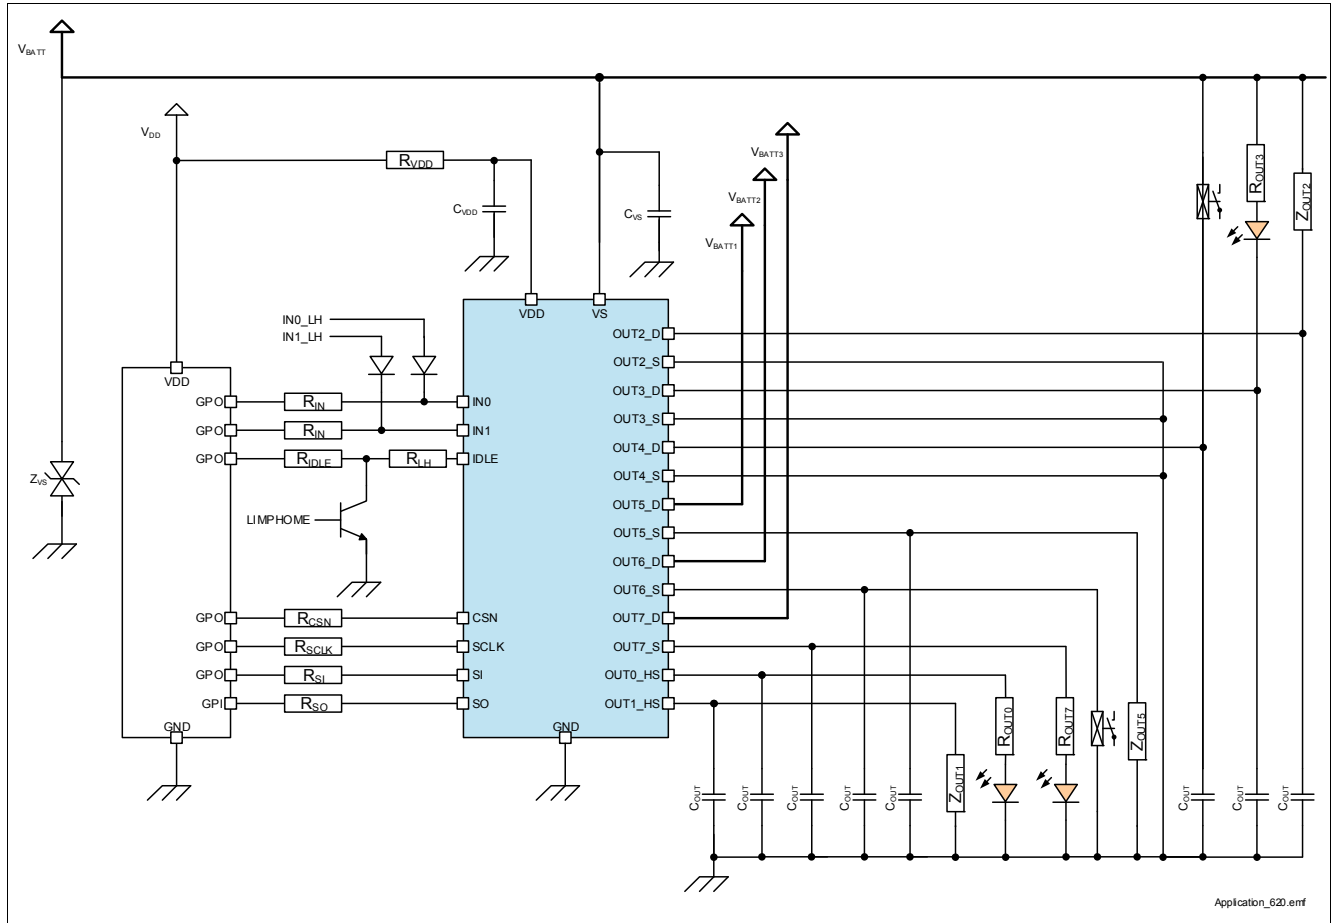 VBATT
VDD
RVDD
CVDD
CVS
VBATT3
VBATT2
VBATT1
ROUT3
ZOUT2
IN0_LH
IN1_LH
VDD
VS
VDD
OUT2_D
OUT2_S
OUT3_D
OUT3_S
OUT4_D
OUT4_S
OUT5_D
OUT5_S
OUT6_D
OUT6_S
OUT7_D
OUT7_S
OUT0_HS
OUT1_HS
GPO RIN IN0
GPO RIN IN1
GPO RIDLE RLH IDLE
ZVS
LIMPHOME
GPO RCSN CSN
GPO RSCLK SCLK
GPO RSI SI
GPI RSO SO
GND
GND
ROUT0
ROUT7
ZOUT5
ZOUT1
COUT
COUT
COUT
COUT
COUT
COUT
COUT
COUT
Application_620.emf